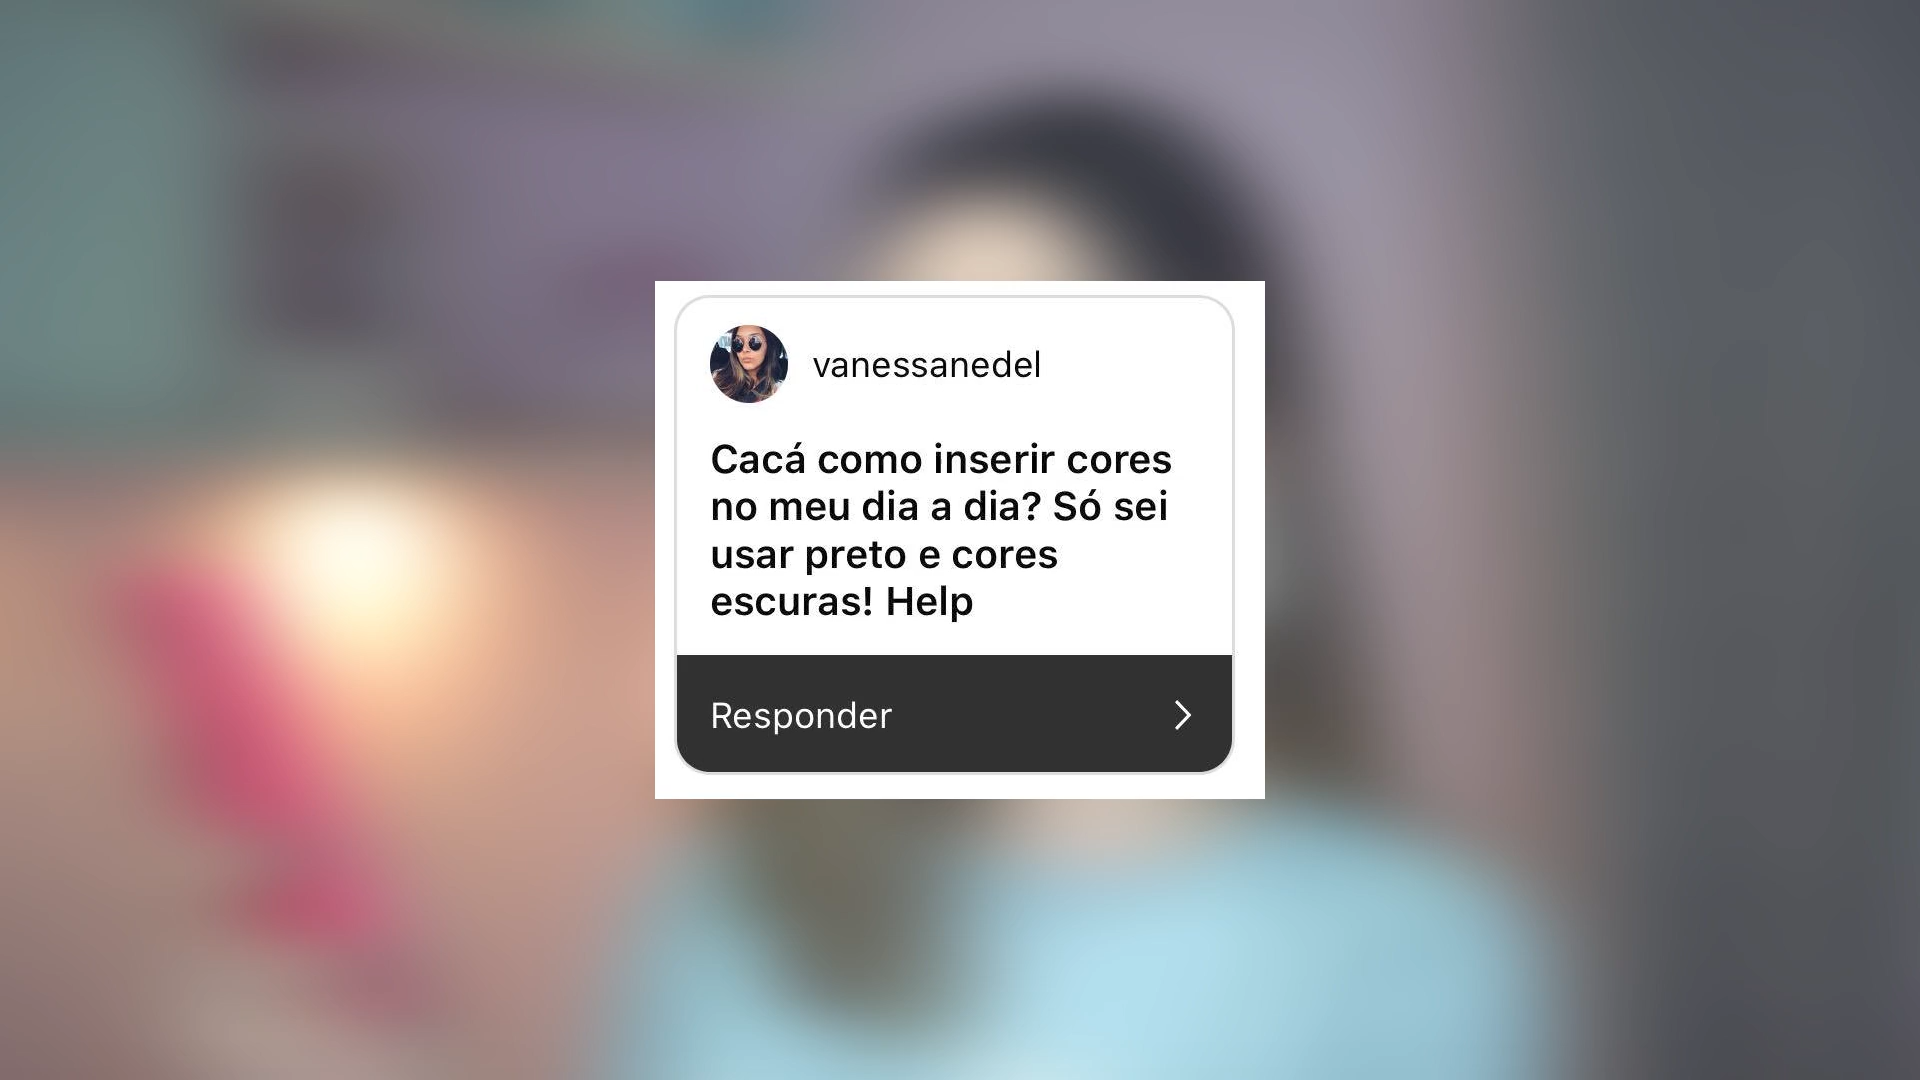 vanessanedel
Cacá como inserir cores
no meu dia a dia? Só sei
usar preto e cores
escuras! Help
Responder